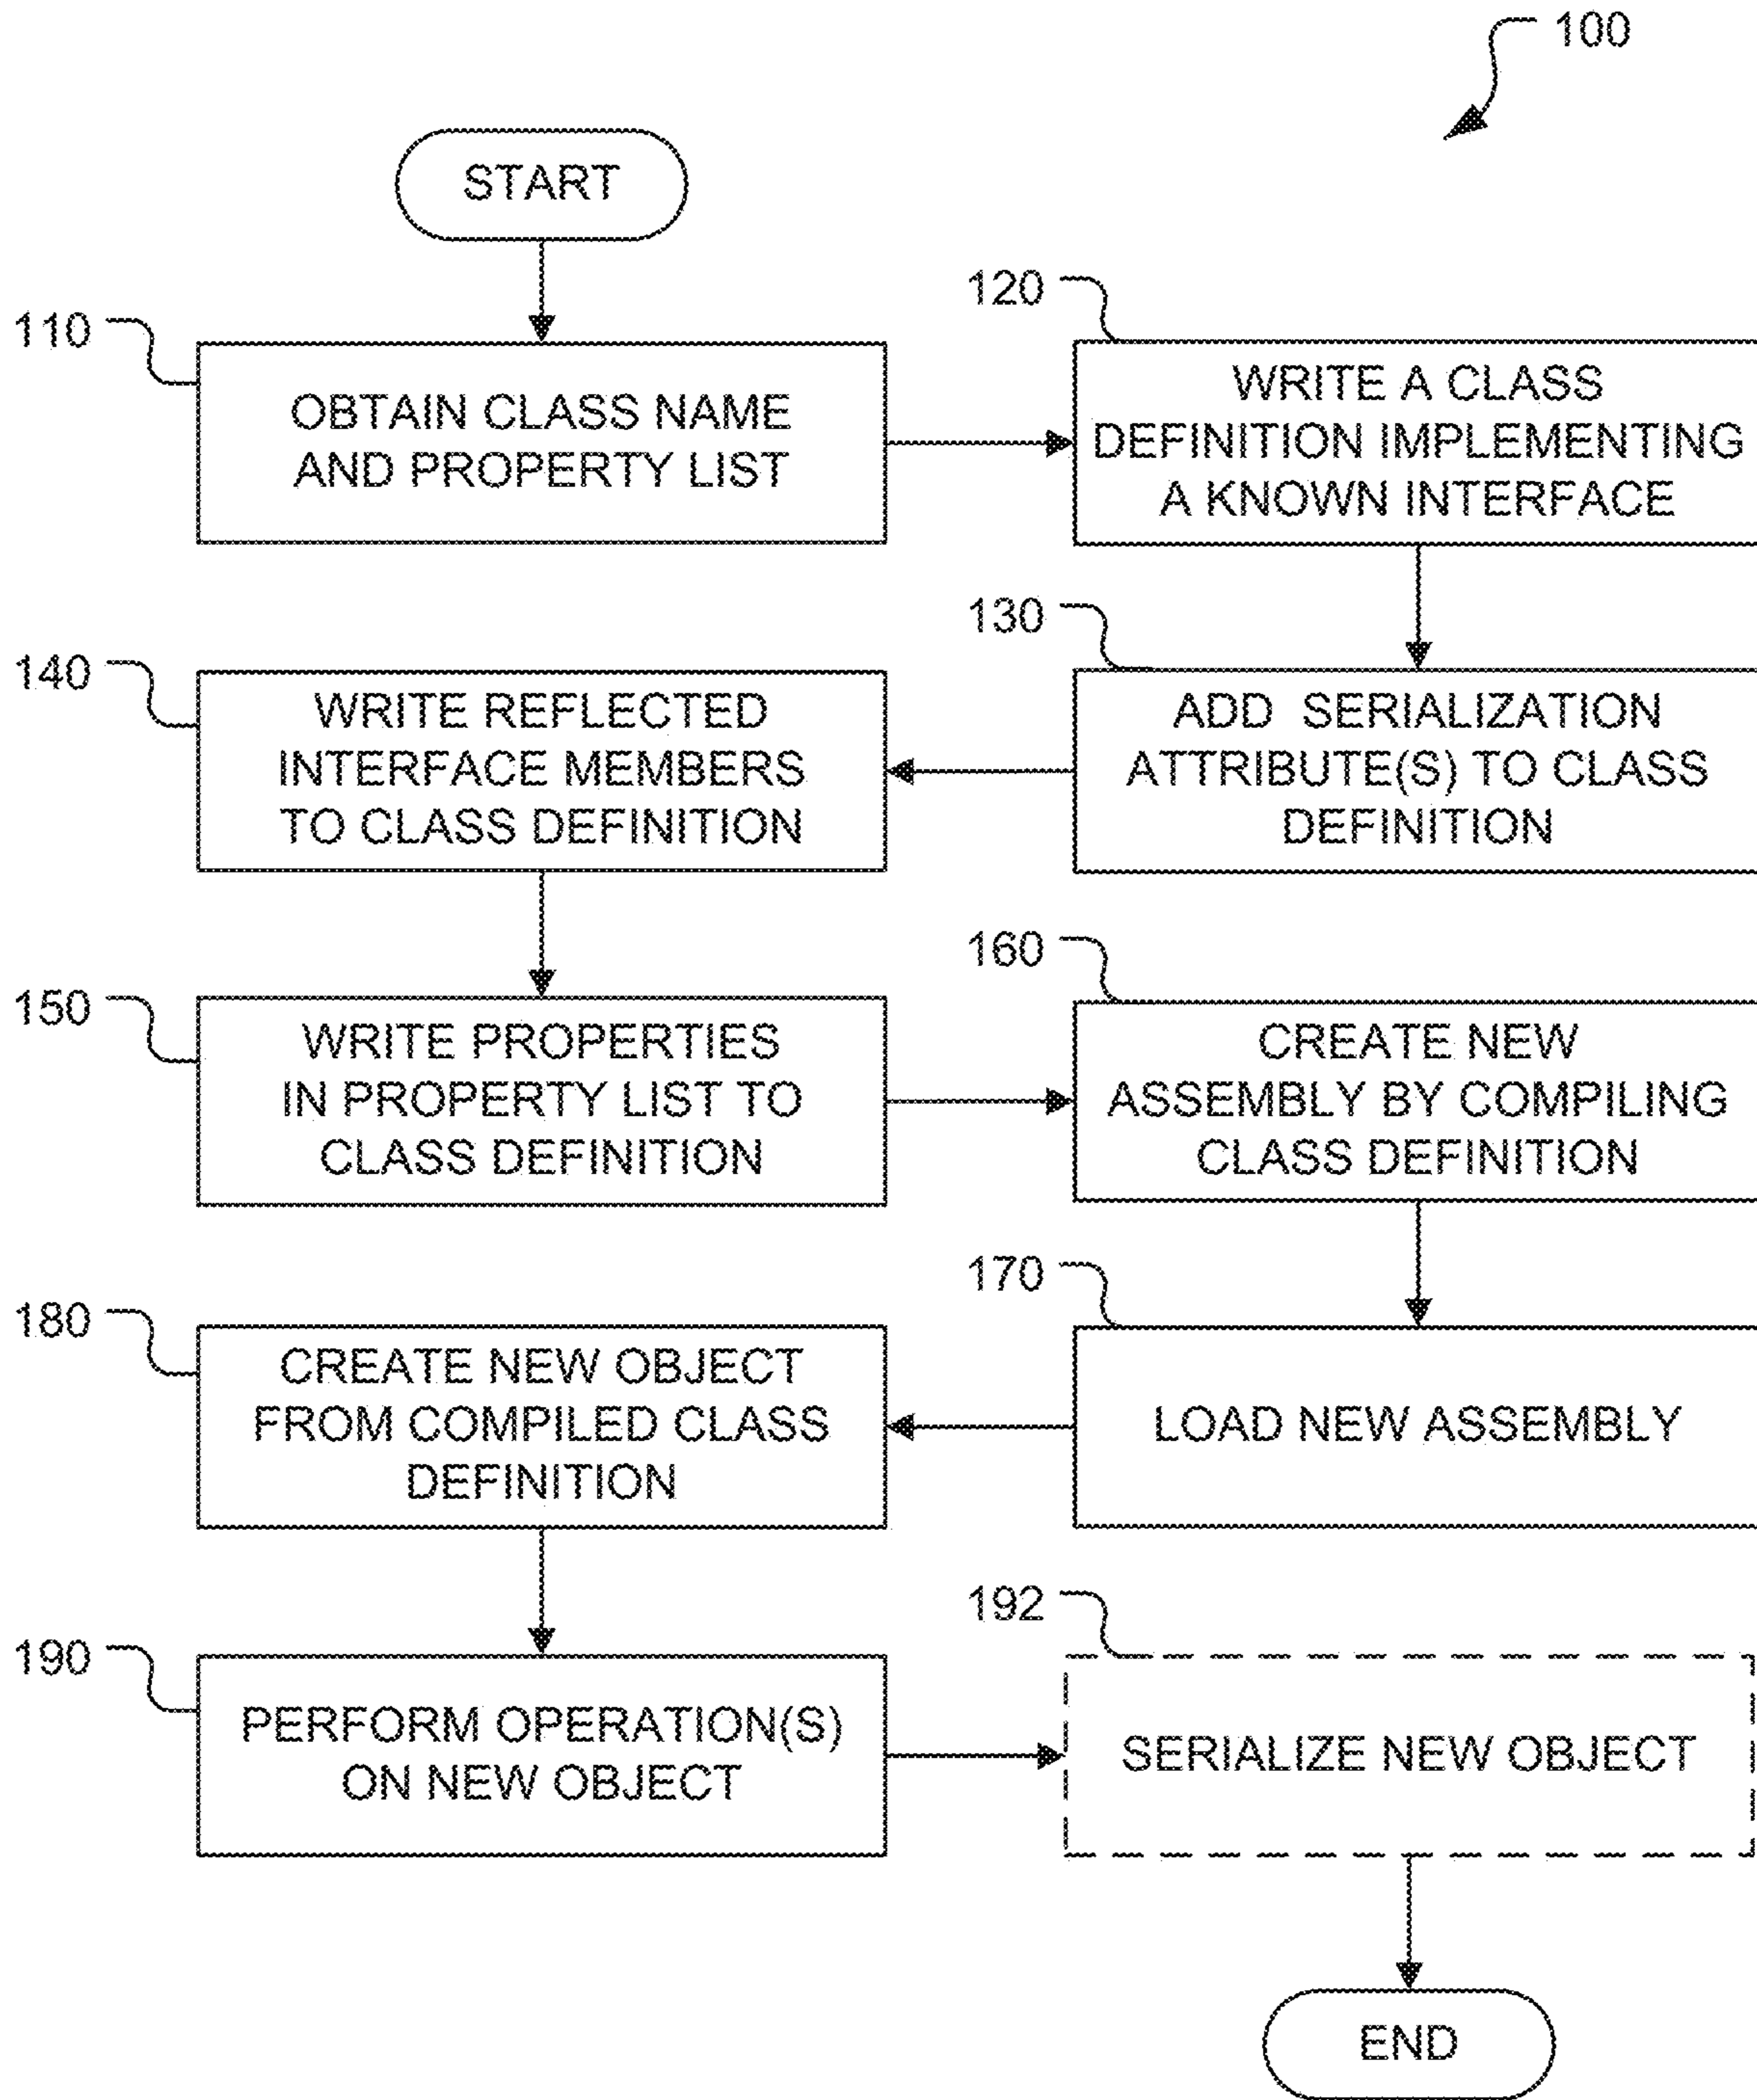 100
START
110
OBTAIN CLASS NAME
AND PROPERTY LIST
120
WRITE A CLASS
DEFINITION IMPLEMENTING
A KNOWN INTERFACE
130
ADD SERIALIZATION
ATTRIBUTE(S) TO CLASS
DEFINITION
140
WRITE REFLECTED
INTERFACE MEMBERS
TO CLASS DEFINITION
150
WRITE PROPERTIES
IN PROPERTY LIST TO
CLASS DEFINITION
160
CREATE NEW
ASSEMBLY BY COMPILING
CLASS DEFINITION
170
LOAD NEW ASSEMBLY
180
CREATE NEW OBJECT
FROM COMPILED CLASS
DEFINITION
190
PERFORM OPERATION(S)
ON NEW OBJECT
192
SERIALIZE NEW OBJECT
END